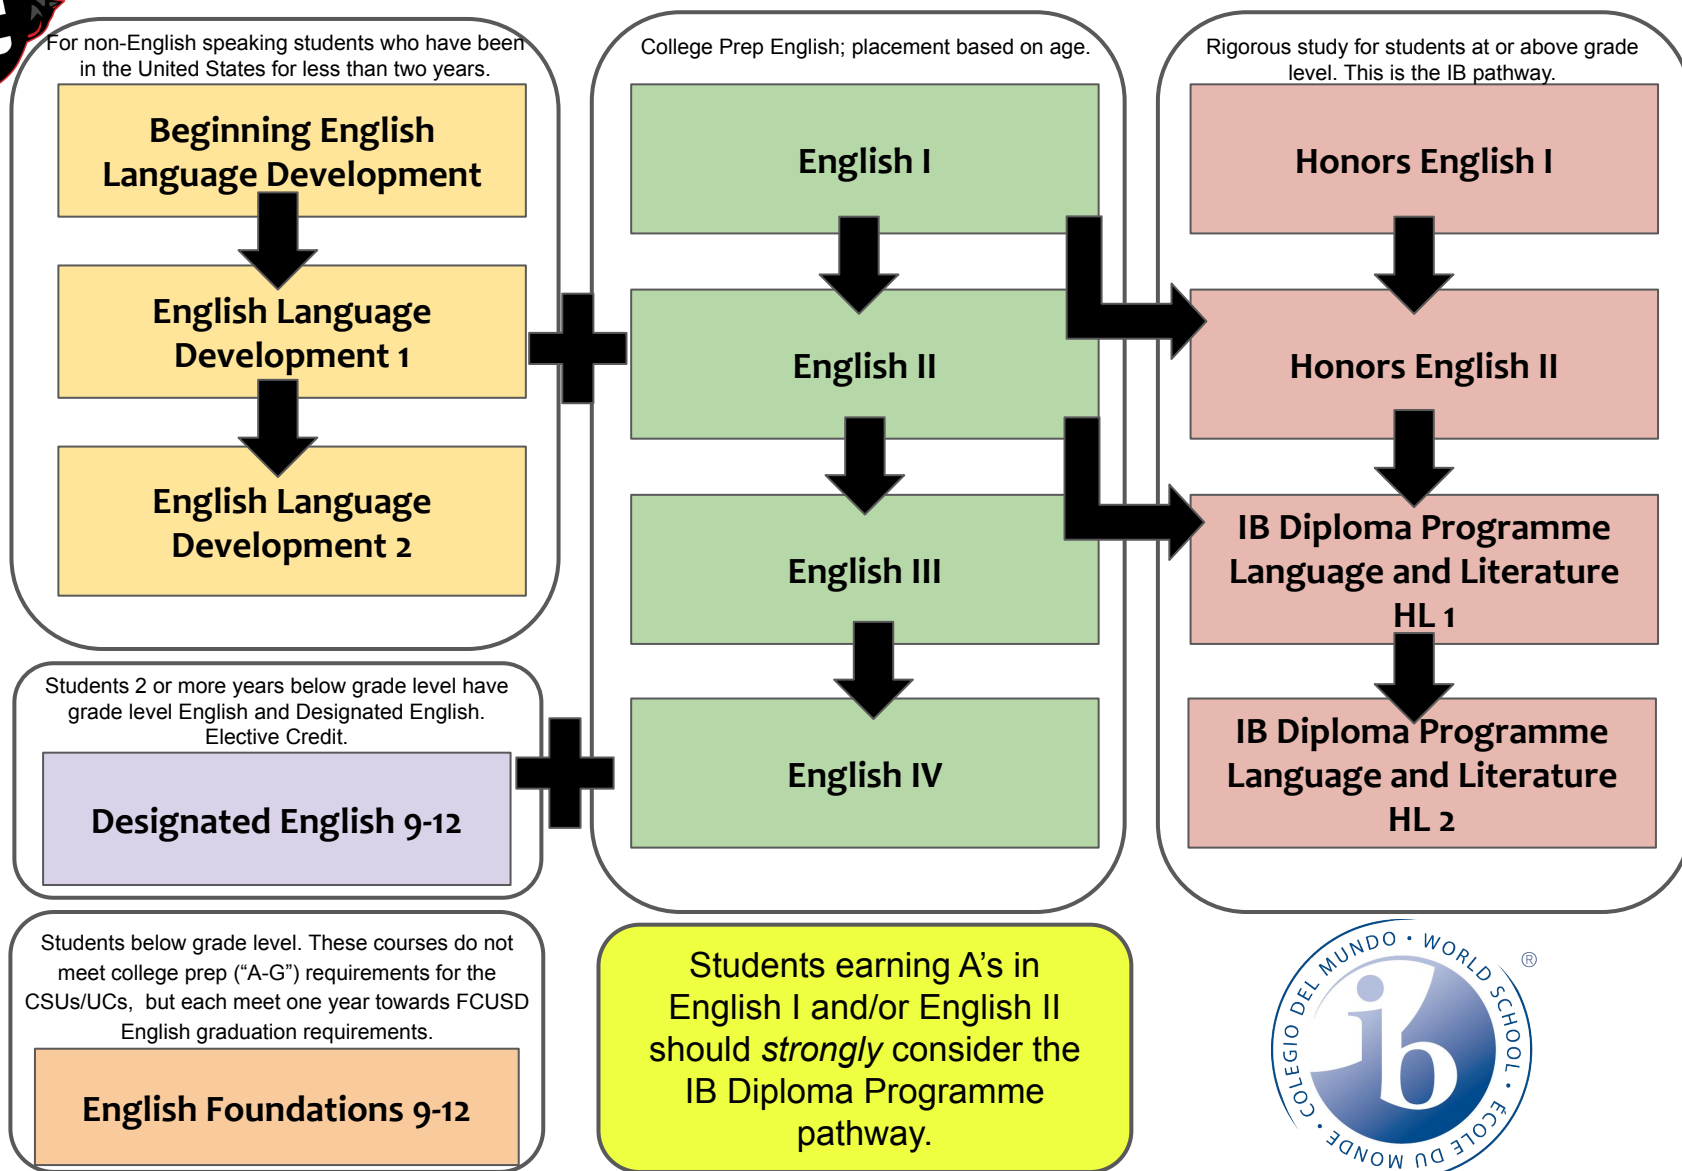 For non-English speaking students who have been
in the United States for less than two years.
Beginning English
Language Development
English Language
Development 1
English Language
Development 2
Students 2 or more years below grade level have
grade level English and Designated English.
Elective Credit.
Designated English 9-12
Students below grade level. These courses do not
meet college prep (“A-G”) requirements for the
CSUs/UCs, but each meet one year towards FCUSD
English graduation requirements.
English Foundations 9-12
College Prep English; placement based on age.
English I
English II
English III
English IV
Students earning A's in
English I and/or English II
should strongly consider the
IB Diploma Programme
pathway.
Rigorous study for students at or above grade
level. This is the IB pathway.
Honors English I
Honors English II
IB Diploma Programme
Language and Literature
HL 1
IB Diploma Programme
Language and Literature
HL 2
COLEGIO DEL MUNDO • WORLD SCHOOL • ÉCOLE DU MONDE •
®
ib